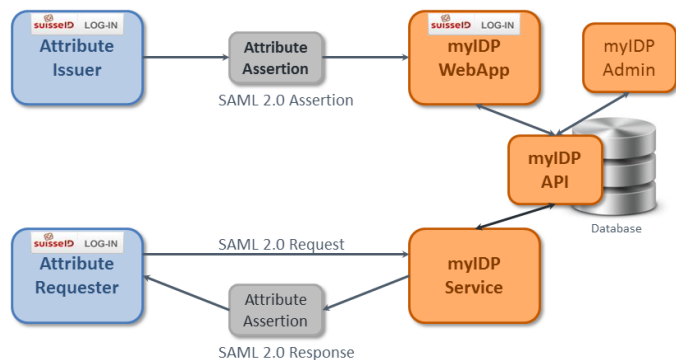 suisseID LOG-IN
Attribute
Issuer
Attribute
Assertion
SAML 2.0 Assertion
suisseID LOG-IN
myIDP
WebApp
myIDP
Admin
myIDP
API
Database
suisseID LOG-IN
Attribute
Requester
SAML 2.0 Request
Attribute
Assertion
SAML 2.0 Response
myIDP
Service